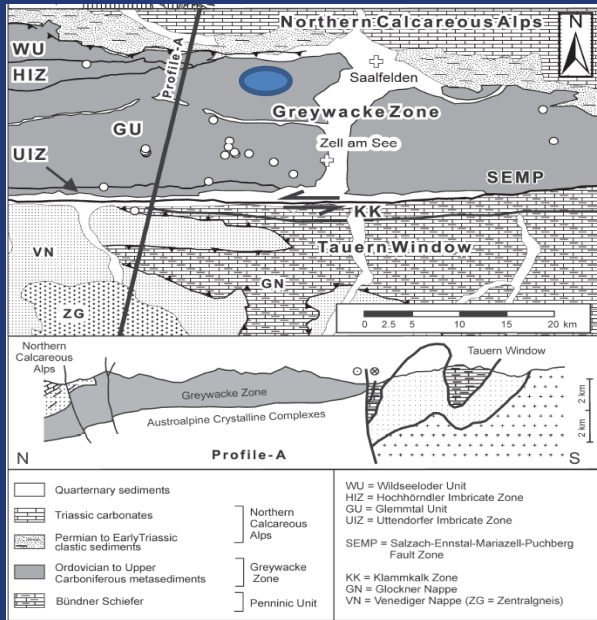 Northern Calcareous Alps
N
WU
HIZ
Profile-A
Saalfelden
Greywacke Zone
GU
Zell am See
UIZ
SEMP
KK
VN
Tauern Window
GN
ZG
0 2.5 5 10 15 20 km
Northern
Calcareous
Alps
Tauern Window
Greywacke Zone
Austroalpine Crystalline Complexes
2 km
2 km
N
Profile-A
S
Quarternary sediments
Triassic carbonates
Permian to EarlyTriassic
clastic sediments
Northern
Calcareous
Alps
Ordovician to Upper
Carboniferous metasediments
Greywacke
Zone
Bündner Schiefer
Penninic Unit
WU = Wildseeloder Unit
HIZ = Hochhörndler Imbricate Zone
GU = Glemmtal Unit
UIZ = Uttendorfer Imbricate Zone
SEMP = Salzach-Ennstal-Mariazell-Puchberg
Fault Zone
KK = Klammkalk Zone
GN = Glockner Nappe
VN = Venediger Nappe (ZG = Zentralgneis)